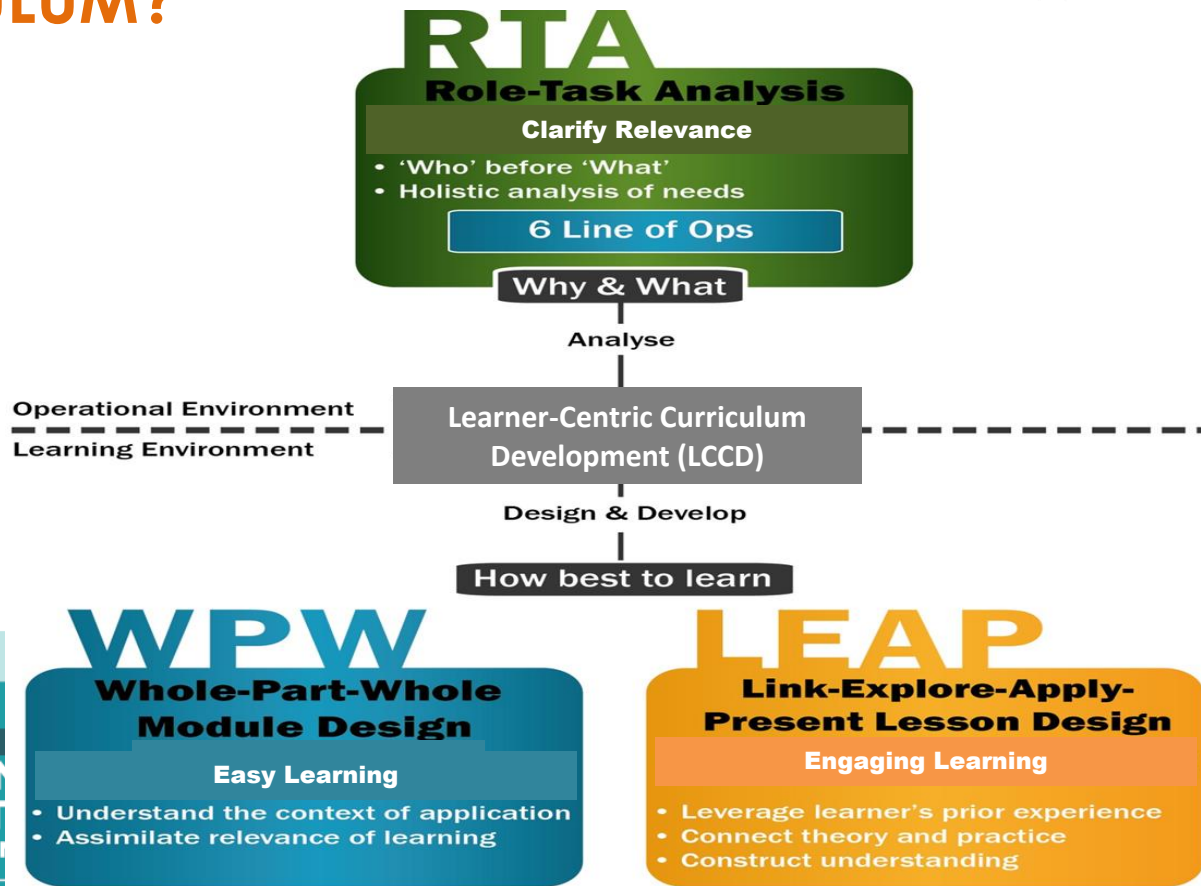 RTA
Role-Task Analysis
Clarify Relevance
• ‘Who’ before ‘What’
• Holistic analysis of needs
6 Line of Ops
Why & What
Analyse
Operational Environment
Learning Environment
Learner-Centric Curriculum
Development (LCCD)
Design & Develop
How best to learn
WPW
Whole-Part-Whole
Module Design
Easy Learning
• Understand the context of application
• Assimilate relevance of learning
LEAP
Link-Explore-Apply-
Present Lesson Design
Engaging Learning
• Leverage learner’s prior experience
• Connect theory and practice
• Construct understanding